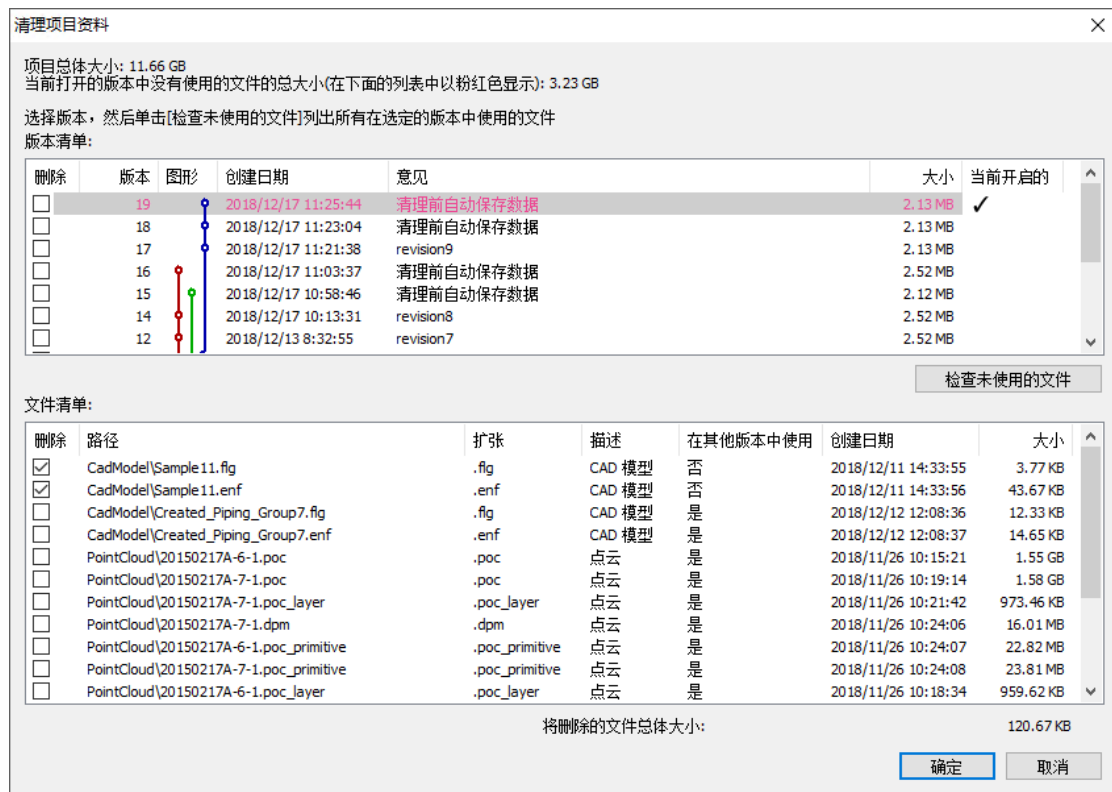 清理项目资料
项目总体大小: 11.66 GB
当前打开的版本中没有使用的文件的总大小(在下面的列表中以粉红色显示): 3.23 GB
选择版本，然后单击[检查未使用的文件]列出所有在选定的版本中使用的文件
版本清单:
删除 版本 图形 创建日期 意见 大小 当前开启的
19 2018/12/17 11:25:44 清理前自动保存数据 2.13 MB ✓
18 2018/12/17 11:23:04 清理前自动保存数据 2.13 MB
17 2018/12/17 11:21:38 revision9 2.13 MB
16 2018/12/17 11:03:37 清理前自动保存数据 2.52 MB
15 2018/12/17 10:58:46 清理前自动保存数据 2.12 MB
14 2018/12/17 10:13:31 revision8 2.52 MB
12 2018/12/13 8:32:55 revision7 2.52 MB
检查未使用的文件
文件清单:
删除 路径 扩张 描述 在其他版本中使用 创建日期 大小
CadModel\Sample11.flg .flg CAD 模型 否 2018/12/11 14:33:55 3.77 KB
CadModel\Sample11.enf .enf CAD 模型 否 2018/12/11 14:33:56 43.67 KB
CadModel\Created_Piping_Group7.flg .flg CAD 模型 是 2018/12/12 12:08:36 12.33 KB
CadModel\Created_Piping_Group7.enf .enf CAD 模型 是 2018/12/12 12:08:37 14.65 KB
PointCloud\20150217A-6-1.poc .poc 点云 是 2018/11/26 10:15:21 1.55 GB
PointCloud\20150217A-7-1.poc .poc 点云 是 2018/11/26 10:19:14 1.58 GB
PointCloud\20150217A-7-1.poc_layer .poc_layer 点云 是 2018/11/26 10:21:42 973.46 KB
PointCloud\20150217A-7-1.dpm .dpm 点云 是 2018/11/26 10:24:06 16.01 MB
PointCloud\20150217A-6-1.poc_primitive .poc_primitive 点云 是 2018/11/26 10:24:07 22.82 MB
PointCloud\20150217A-7-1.poc_primitive .poc_primitive 点云 是 2018/11/26 10:24:08 23.81 MB
PointCloud\20150217A-6-1.poc_layer .poc_layer 点云 是 2018/11/26 10:18:34 959.62 KB
将删除的文件总体大小: 120.67 KB
确定 取消